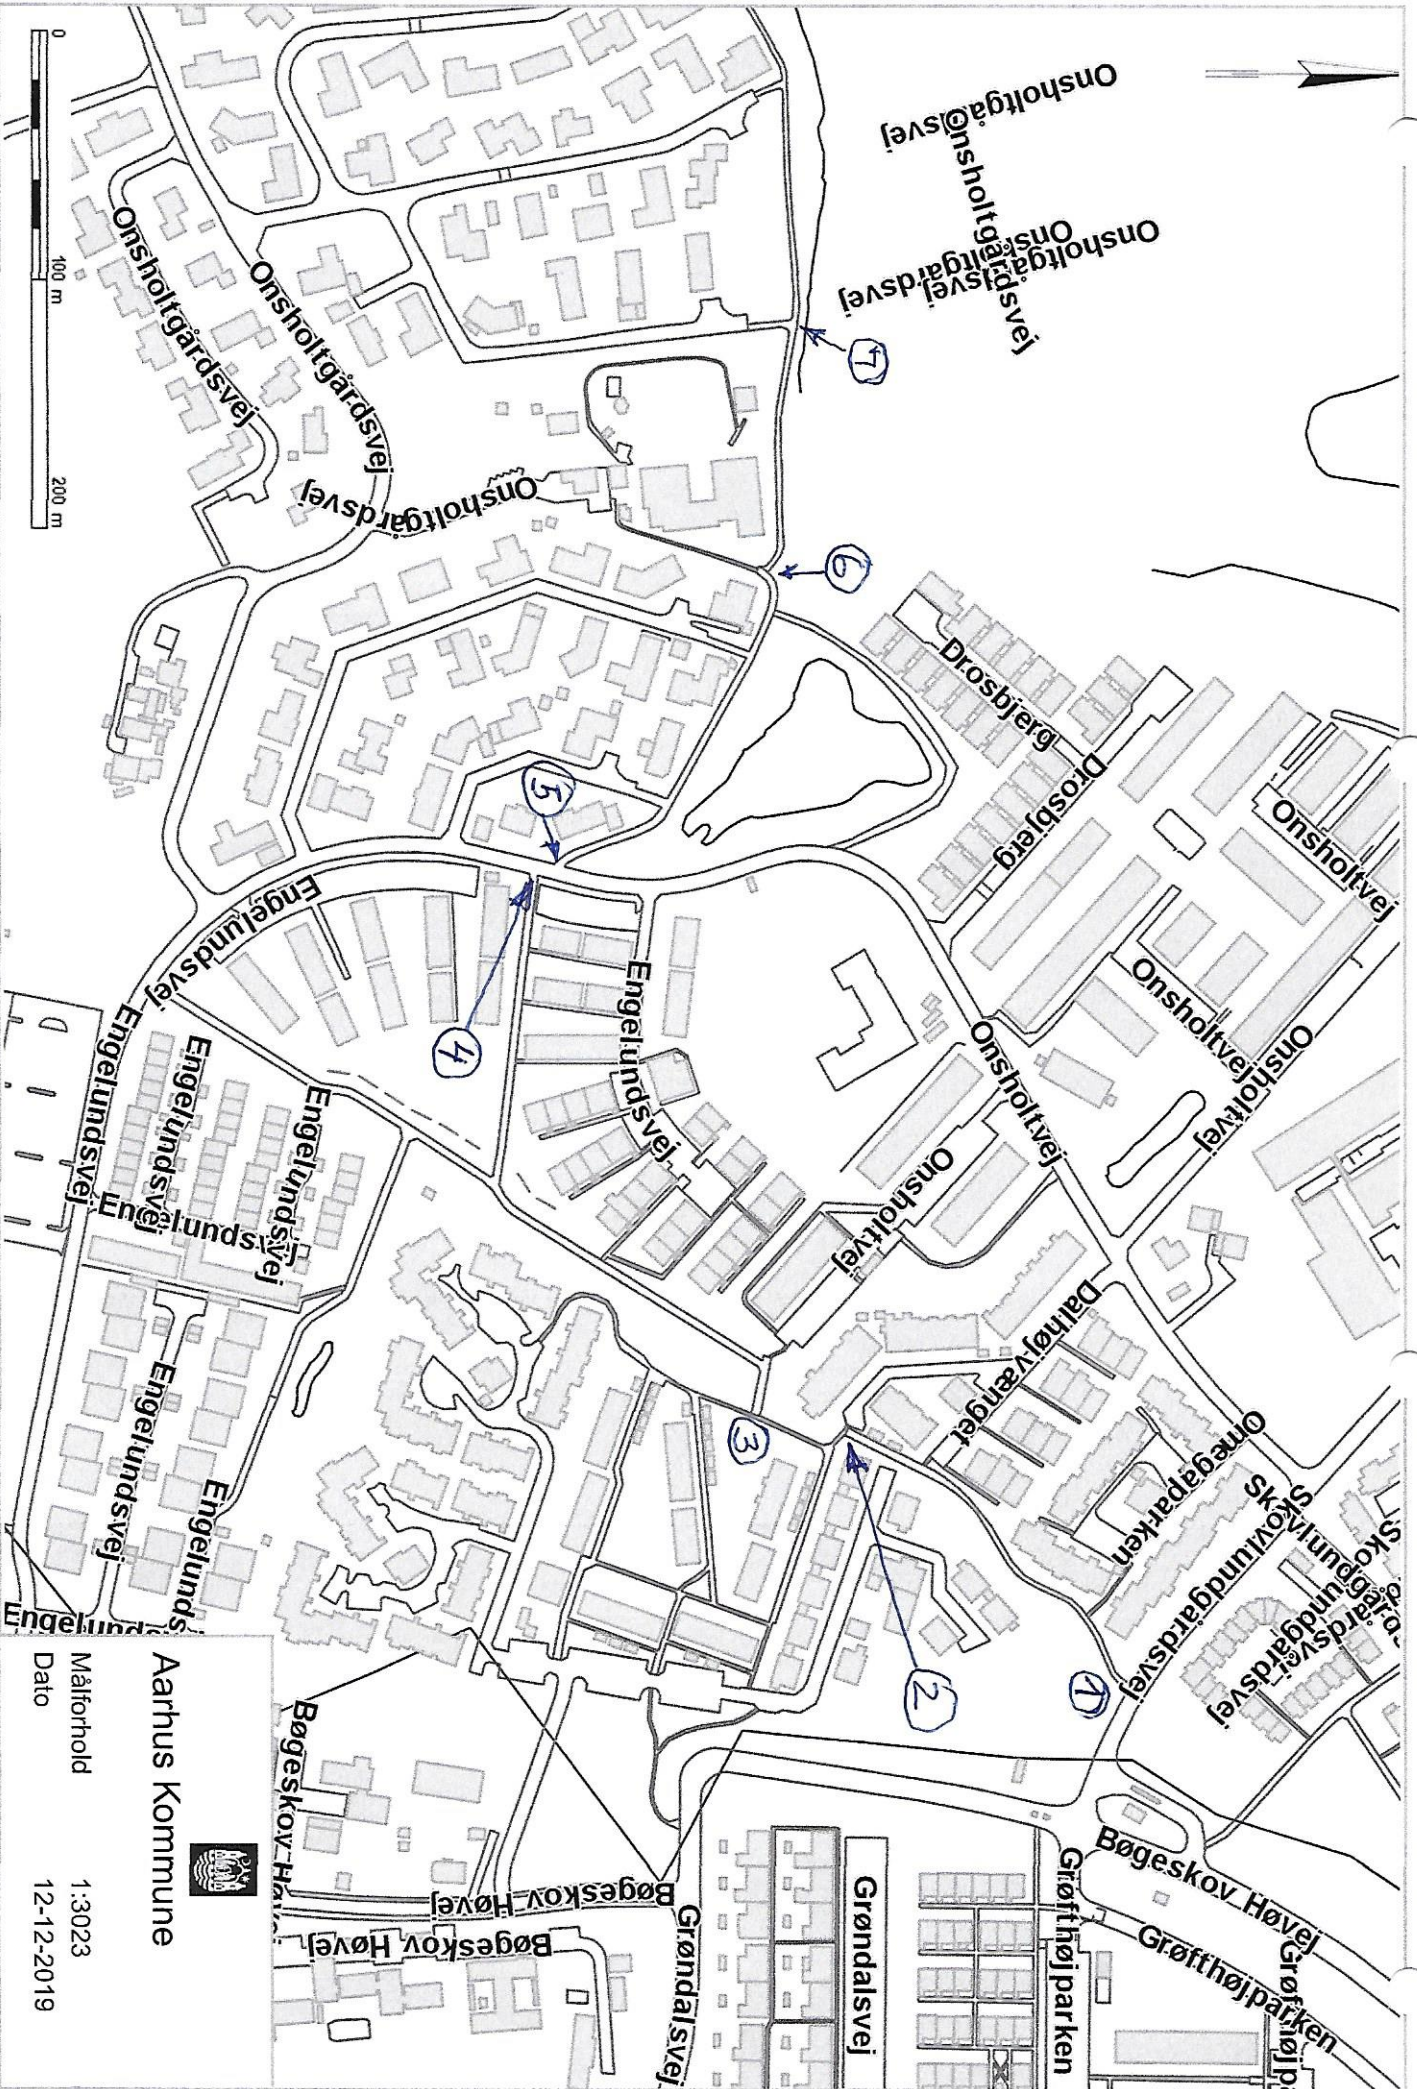 Onsholtgårdsvej
Onsholtgårdsvej
Onsholtgårdsvej
Onsholtgårdsvej
0
100 m
200 m
Onsholtgårdsvej
Onsholtgårdsvej
Onsholtgårdsvej
7
6
5
4
3
2
1
Drosbjerg
Drosbjerg
Onsholtvej
Onsholtvej
Onsholtvej
Onsholtvej
Onsholtvej
Dalhøjvænget
Omegaparken
Skovlundgårdsvej
Skovlundgårdsvej
Engelundsvej
Engelundsvej
Engelundsvej
Engelundsvej
Engelundsvej
Engelundsvej
Engelundsvej
Engelunds
Bøgeskov Høvej
Bøgeskov Høvej
Bøgeskov Høvej
Bøgeskov Høvej
Grøndalsvej
Grøndalsvej
Grøfthøjparken
Grøfthøjparken
Aarhus Kommune
Målforhold 1:3023
Dato 12-12-2019